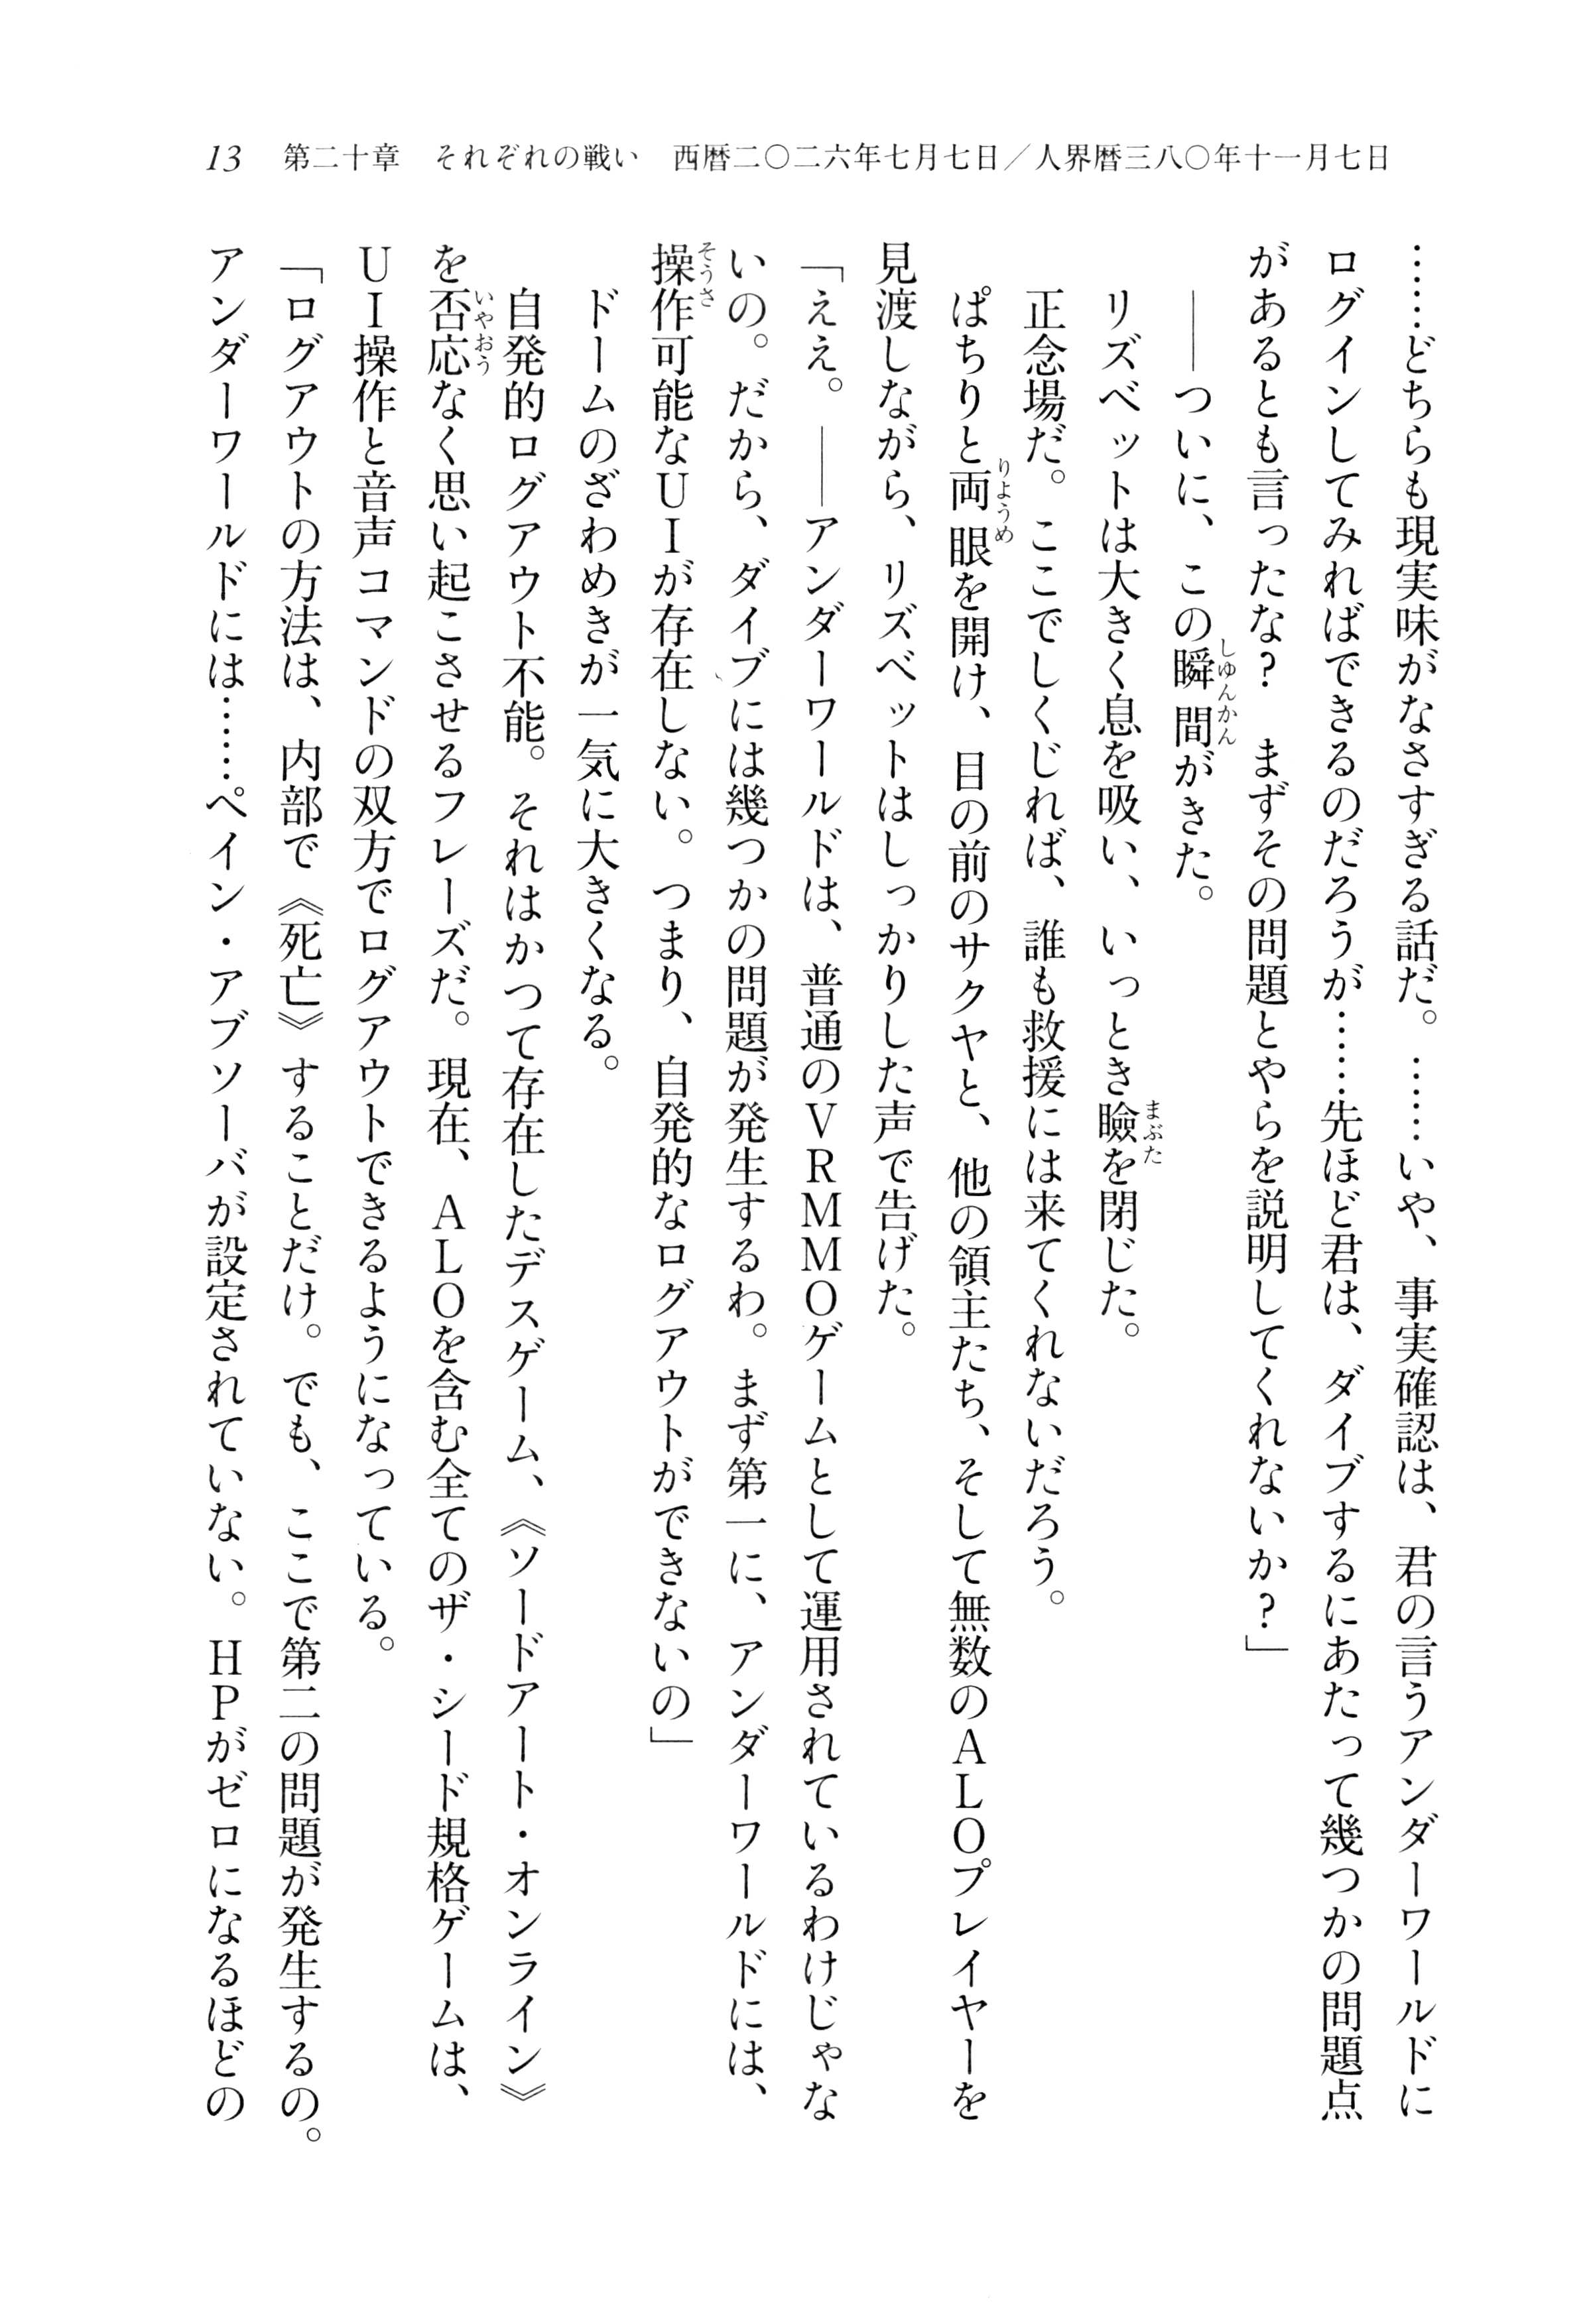 13　第二十章　それぞれの戦い　西暦二〇二六年七月七日／人界暦三八〇年十一月七日
……どちらも現実味がなさすぎる話だ。……いや、事実確認は、君の言うアンダーワールドに
ログインしてみればできるのだろうが……先ほど君は、ダイブするにあたって幾つかの問題点
があるとも言ったな？　まずその問題とやらを説明してくれないか？」
――ついに、この瞬間がきた。
リズベットは大きく息を吸い、いっとき瞼を閉じた。
正念場だ。ここでしくじれば、誰も救援には来てくれないだろう。
ぱちりと両眼を開け、目の前のサクヤと、他の領主たち、そして無数のＡＬＯプレイヤーを
見渡しながら、リズベットはしっかりした声で告げた。
「ええ。――アンダーワールドは、普通のＶＲＭＭＯゲームとして運用されているわけじゃな
いの。だから、ダイブには幾つかの問題が発生するわ。まず第一に、アンダーワールドには、
操作可能なＵＩが存在しない。つまり、自発的なログアウトができないの」
ドームのざわめきが一気に大きくなる。
自発的ログアウト不能。それはかつて存在したデスゲーム、《ソードアート・オンライン》
を否応なく思い起こさせるフレーズだ。現在、ＡＬＯを含む全てのザ・シード規格ゲームは、
ＵＩ操作と音声コマンドの双方でログアウトできるようになっている。
「ログアウトの方法は、内部で《死亡》することだけ。でも、ここで第二の問題が発生するの。
アンダーワールドには……ペイン・アブソーバが設定されていない。ＨＰがゼロになるほどの